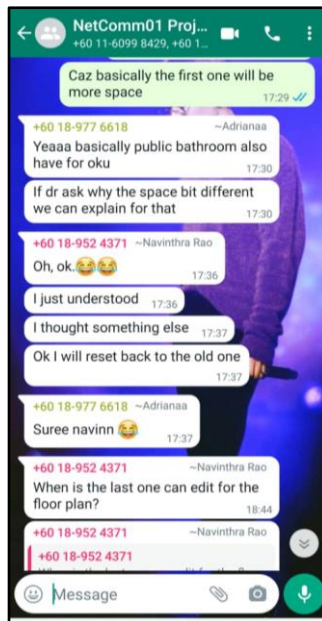 NetComm01 Proj...
+60 11-6099 8429, +60 1...
Caz basically the first one will be
more space
17:29
+60 18-977 6618 ~Adrianaa
Yeaaa basically public bathroom also
have for oku
17:30
If dr ask why the space bit different
we can explain for that
17:30
+60 18-952 4371 ~Navinthra Rao
Oh, ok.😂😂
17:36
I just understood 17:36
I thought something else 17:37
Ok I will reset back to the old one
17:37
+60 18-977 6618 ~Adrianaa
Suree navinn 😂
17:37
+60 18-952 4371 ~Navinthra Rao
When is the last one can edit for the
floor plan?
18:44
+60 18-952 4371 ~Navinthra Rao
+60 18-952 4371
Message